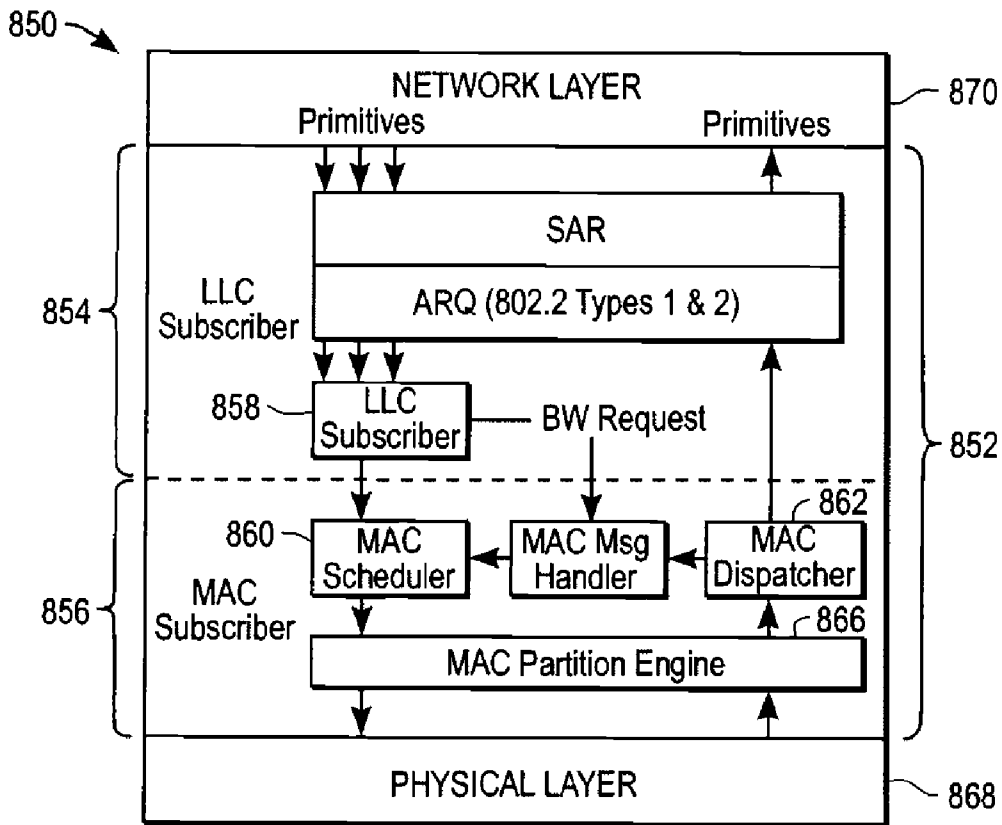 850
NETWORK LAYER
870
Primitives
Primitives
SAR
ARQ (802.2 Types 1 & 2)
854
LLC
Subscriber
858
LLC
Subscriber
BW Request
852
860
MAC
Scheduler
MAC Msg
Handler
862
MAC
Dispatcher
856
MAC
Subscriber
866
MAC Partition Engine
PHYSICAL LAYER
868